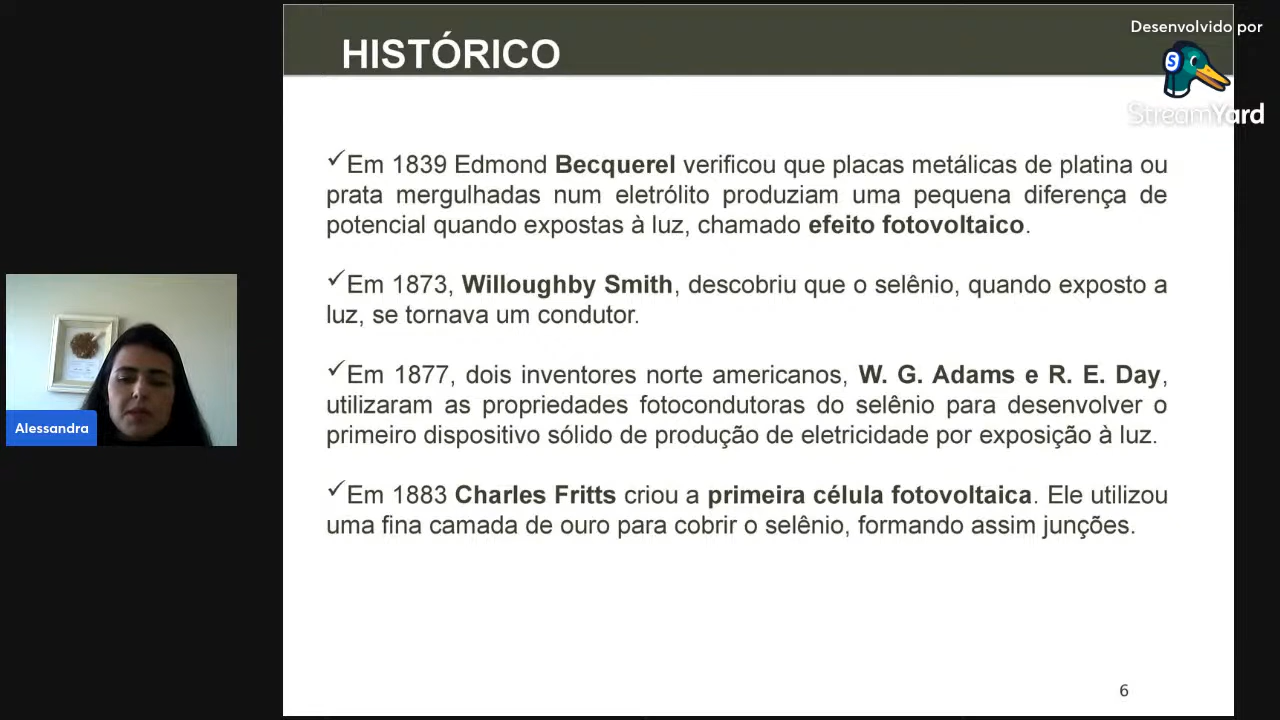 HISTÓRICO
Desenvolvido por
S
StreamYard
✓Em 1839 Edmond Becquerel verificou que placas metálicas de platina ou
prata mergulhadas num eletrólito produziam uma pequena diferença de
potencial quando expostas à luz, chamado efeito fotovoltaico.
✓Em 1873, Willoughby Smith, descobriu que o selênio, quando exposto a
luz, se tornava um condutor.
✓Em 1877, dois inventores norte americanos, W. G. Adams e R. E. Day,
utilizaram as propriedades fotocondutoras do selênio para desenvolver o
primeiro dispositivo sólido de produção de eletricidade por exposição à luz.
✓Em 1883 Charles Fritts criou a primeira célula fotovoltaica. Ele utilizou
uma fina camada de ouro para cobrir o selênio, formando assim junções.
Alessandra
6